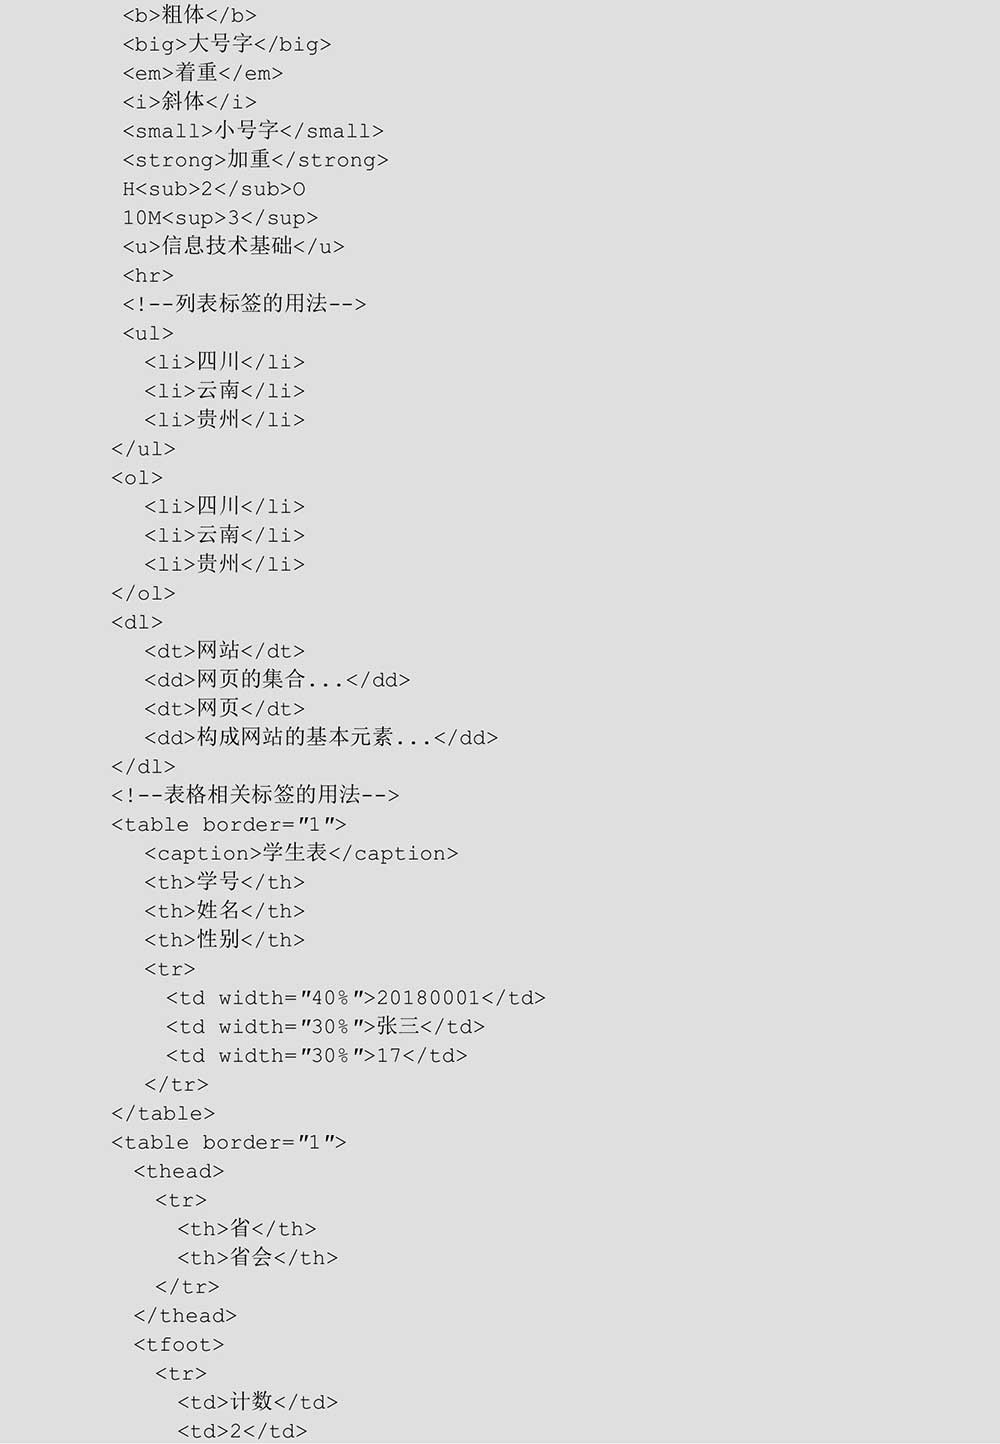 <b>粗体</b>
<big>大号字</big>
<em>着重</em>
<i>斜体</i>
<small>小号字</small>
<strong>加重</strong>
H<sub>2</sub>O
10M<sup>3</sup>
<u>信息技术基础</u>
<hr>
<!--列表标签的用法-->
<ul>
<li>四川</li>
<li>云南</li>
<li>贵州</li>
</ul>
<ol>
<li>四川</li>
<li>云南</li>
<li>贵州</li>
</ol>
<dl>
<dt>网站</dt>
<dd>网页的集合...</dd>
<dt>网页</dt>
<dd>构成网站的基本元素...</dd>
</dl>
<!--表格相关标签的用法-->
<table border="1">
<caption>学生表</caption>
<th>学号</th>
<th>姓名</th>
<th>性别</th>
<tr>
<td width="40%">20180001</td>
<td width="30%">张三</td>
<td width="30%">17</td>
</tr>
</table>
<table border="1">
<thead>
<tr>
<th>省</th>
<th>省会</th>
</tr>
</thead>
<tfoot>
<tr>
<td>计数</td>
<td>2</td>